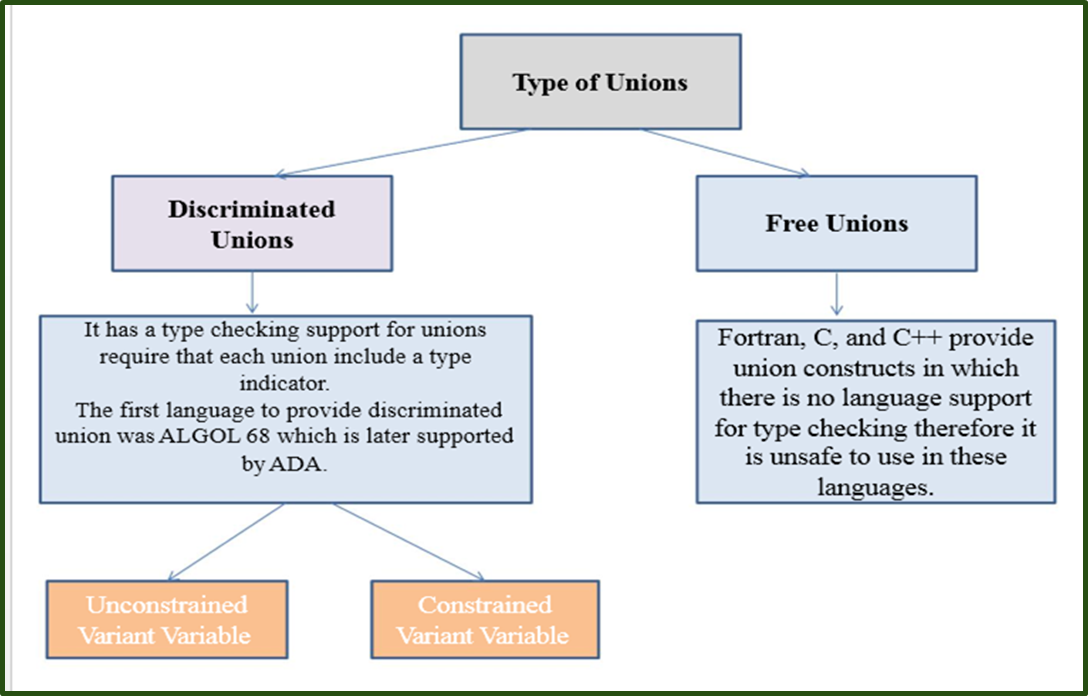 Type of Unions
Discriminated
Unions
Free Unions
It has a type checking support for unions
require that each union include a type
indicator.
The first language to provide discriminated
union was ALGOL 68 which is later supported
by ADA.
Fortran, C, and C++ provide
union constructs in which
there is no language support
for type checking therefore it
is unsafe to use in these
languages.
Unconstrained
Variant Variable
Constrained
Variant Variable